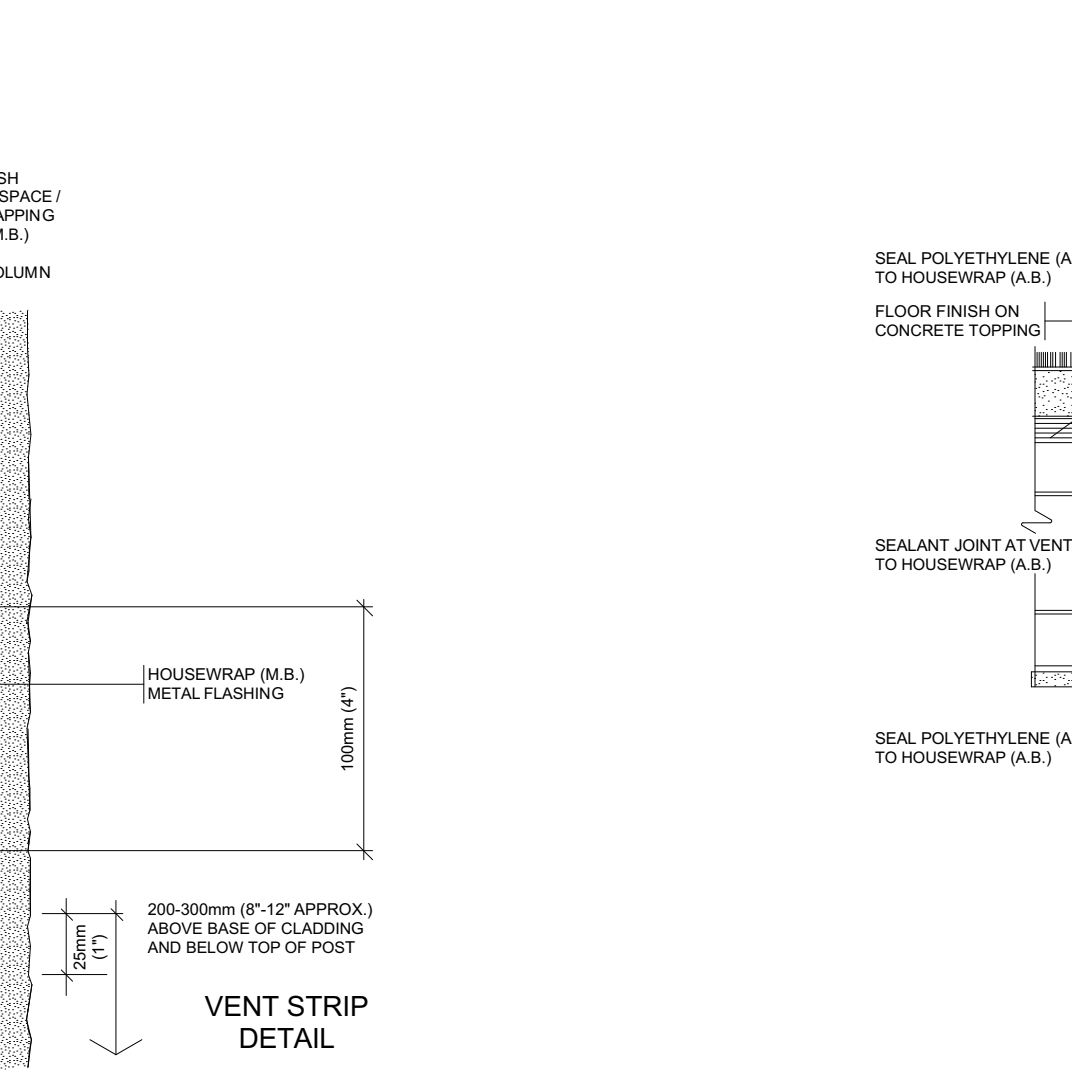 SH
SPACE /
APPING
M.B.)
OLUMN
HOUSEWRAP (M.B.)
METAL FLASHING
100mm (4")
200-300mm (8"-12" APPROX.)
ABOVE BASE OF CLADDING
AND BELOW TOP OF POST
25mm
(1")
VENT STRIP
DETAIL
SEAL POLYETHYLENE (A
TO HOUSEWRAP (A.B.)
FLOOR FINISH ON
CONCRETE TOPPING
SEALANT JOINT AT VENT
TO HOUSEWRAP (A.B.)
SEAL POLYETHYLENE (A
TO HOUSEWRAP (A.B.)